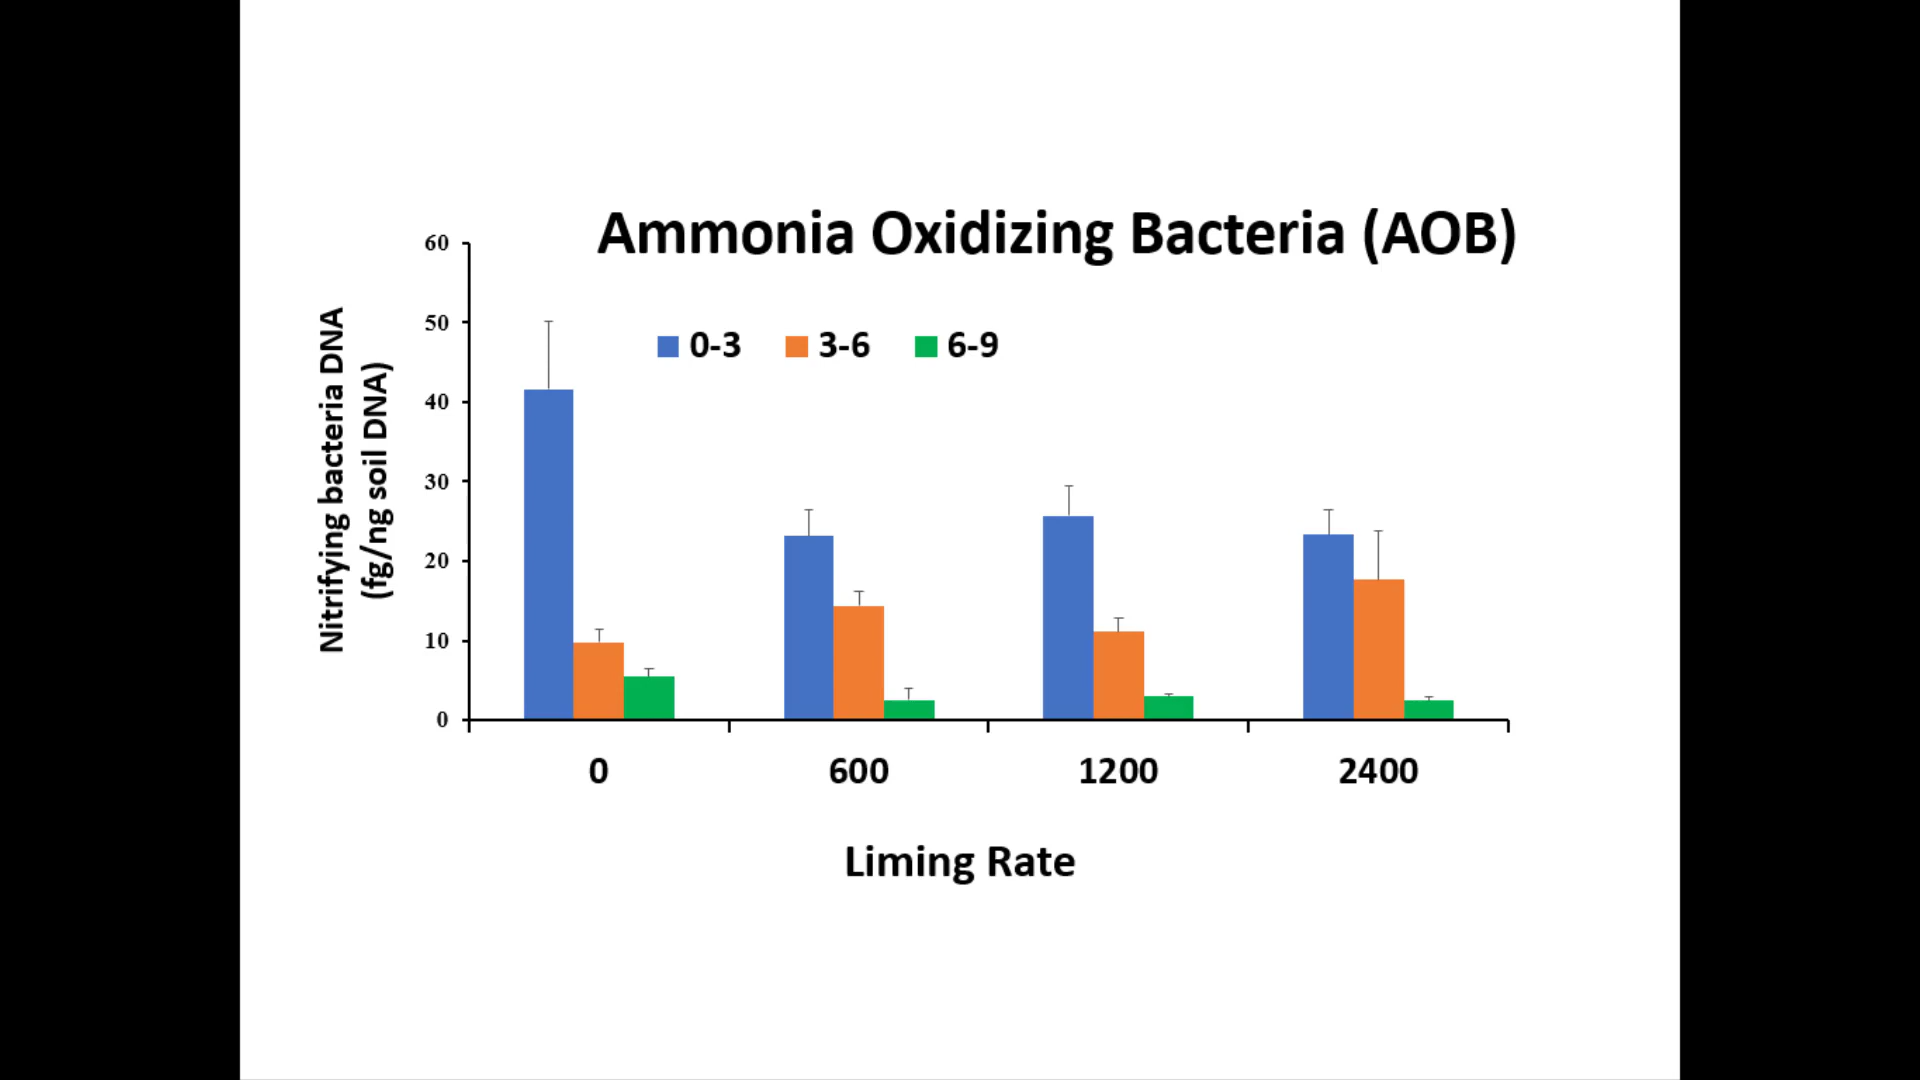 Ammonia Oxidizing Bacteria (AOB)
60
50
40
30
20
10
0
Nitrifying bacteria DNA
(fg/ng soil DNA)
0-3 3-6 6-9
0 600 1200 2400
Liming Rate